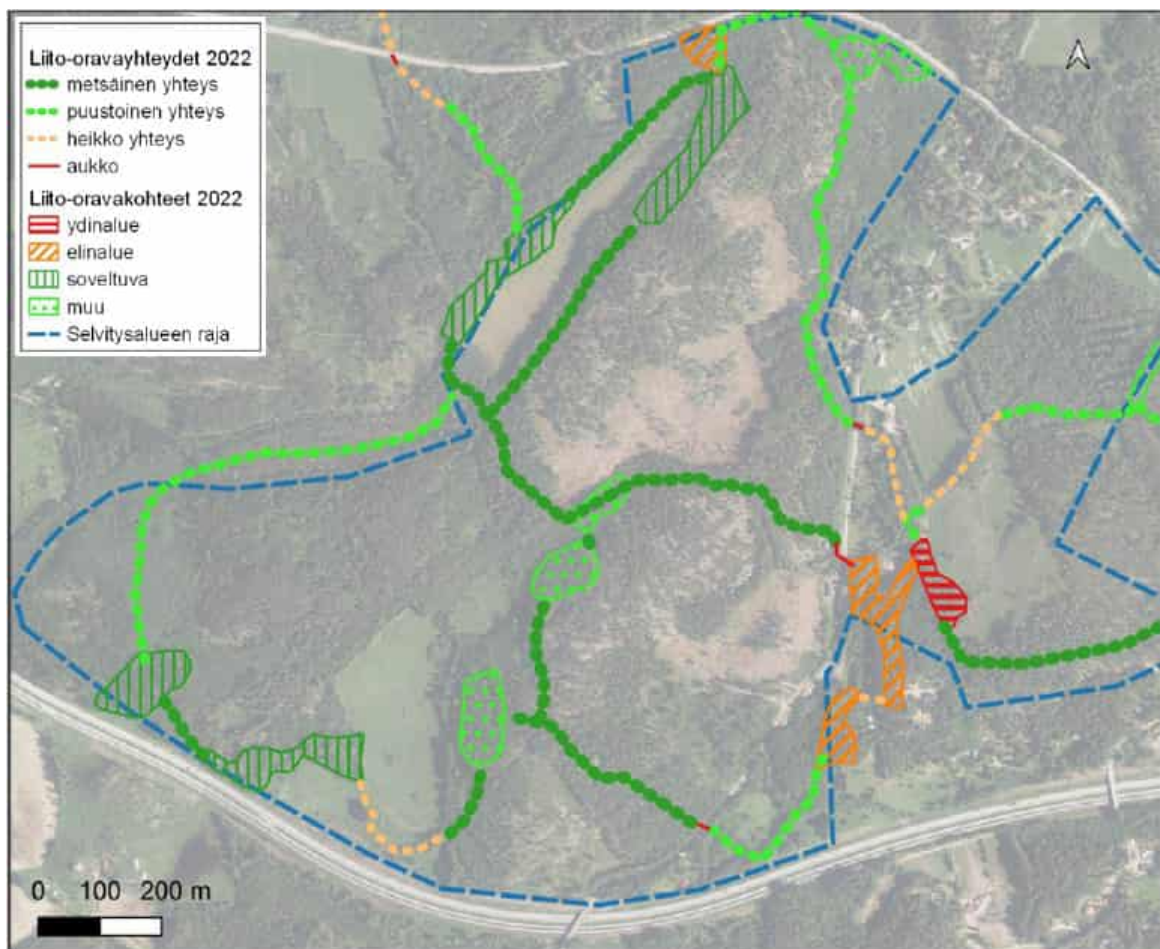 Liito-oravayhteydet 2022
metsäinen yhteys
puustoinen yhteys
heikko yhteys
aukko
Liito-oravakohteet 2022
ydinalue
elinalue
soveltuva
muu
Selvitysalueen raja
0 100 200 m